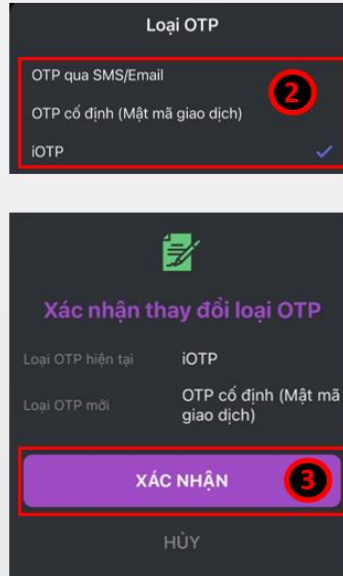 Loại OTP
OTP qua SMS/Email
2
OTP cố định (Mật mã giao dịch)
iOTP
Xác nhận thay đổi loại OTP
Loại OTP hiện tại iOTP
Loại OTP mới OTP cố định (Mật mã
giao dịch)
XÁC NHẬN 3
HỦY